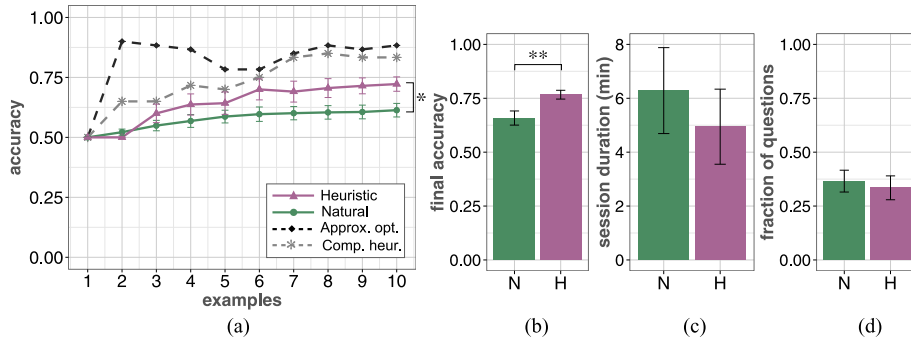 accuracy
1.00
0.75
0.50
0.25
0.00
1 2 3 4 5 6 7 8 9 10
examples
Heuristic
Natural
Approx. opt.
Comp. heur.
*
(a)
final accuracy
1.00
0.75
0.50
0.25
0.00
**
N H
(b)
session duration (min)
8
6
4
2
0
N H
(c)
fraction of questions
1.00
0.75
0.50
0.25
0.00
N H
(d)